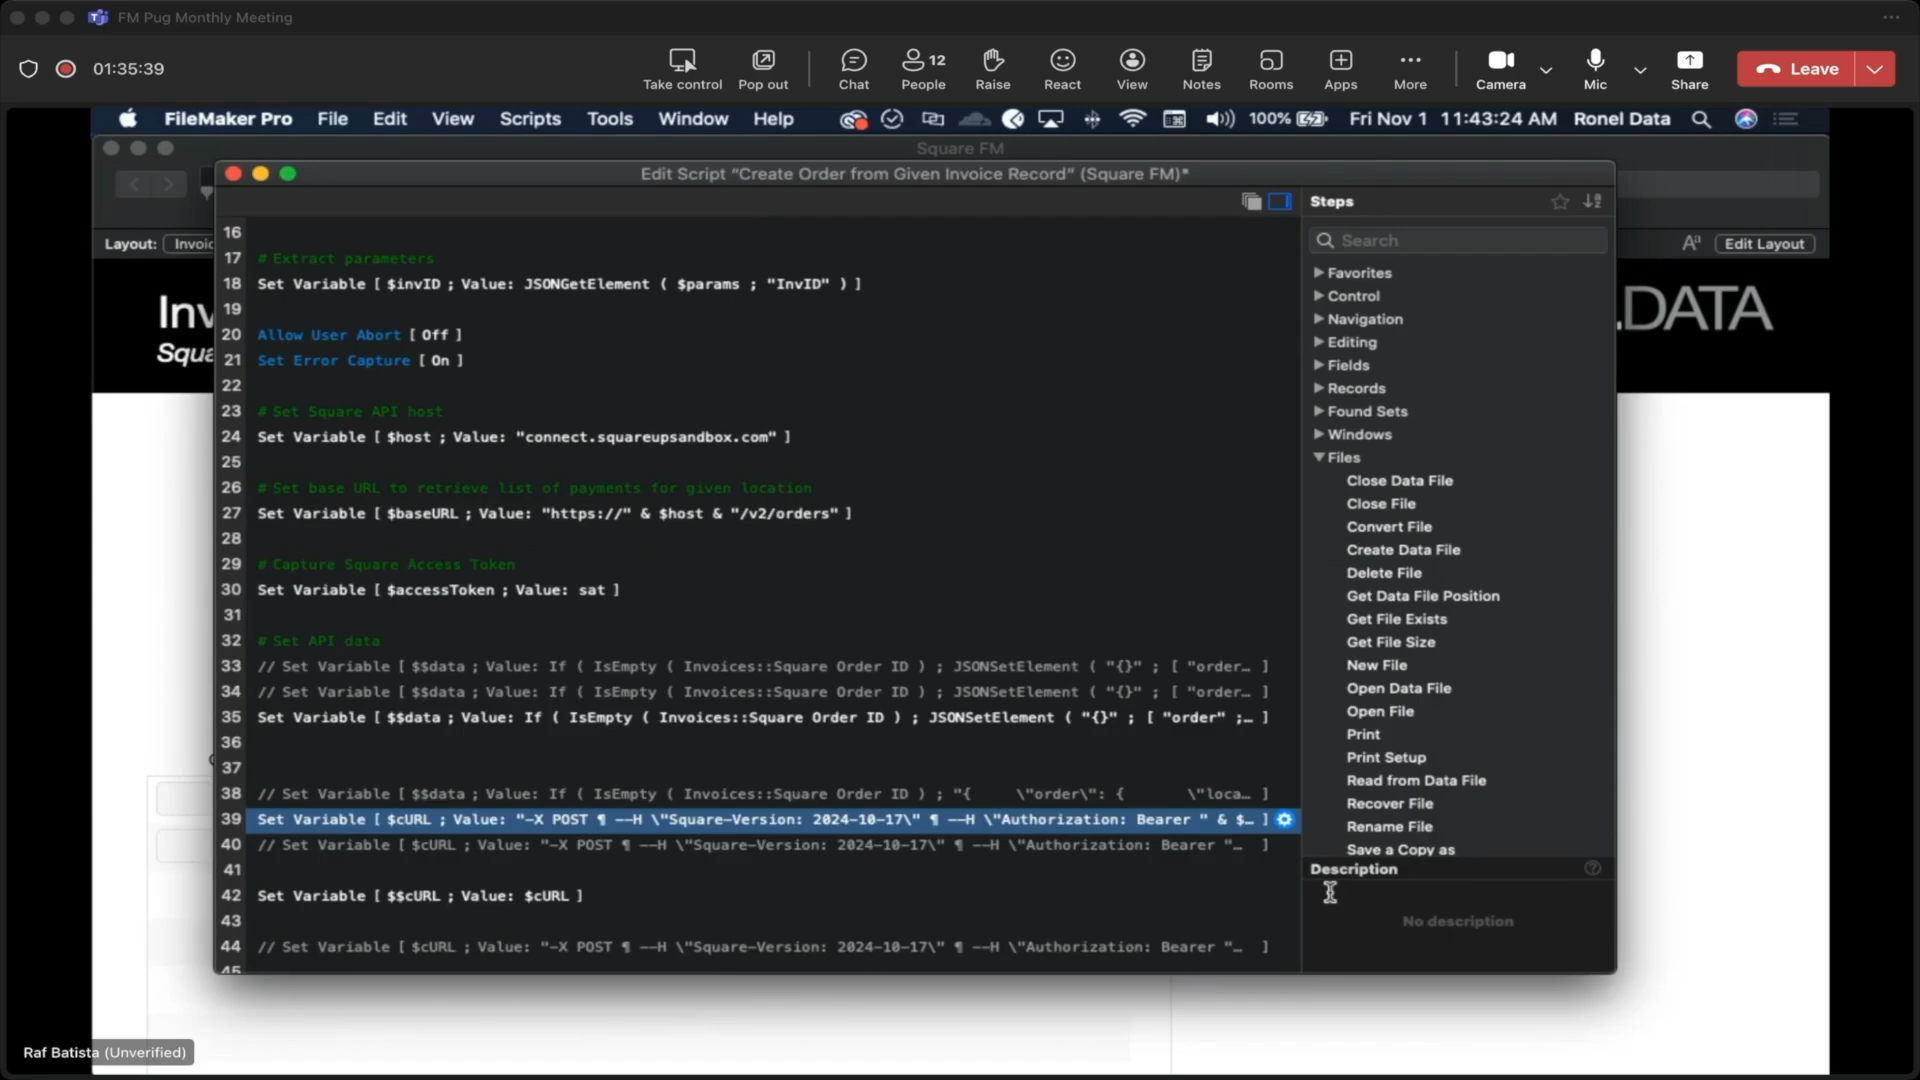 FM Pug Monthly Meeting
01:35:39
Take control
Pop out
Chat
12
People
Raise
React
View
Notes
Rooms
Apps
More
Camera
Mic
Share
Leave
FileMaker Pro File Edit View Scripts Tools Window Help 100% Fri Nov 1 11:43:24 AM Ronel Data
Square FM
Edit Script “Create Order from Given Invoice Record” (Square FM)*
Layout: Invoic
Edit Layout
Inv
Squa
.DATA
16
17 # Extract parameters
18 Set Variable [ $invID ; Value: JSONGetElement ( $params ; "InvID" ) ]
19
20 Allow User Abort [ Off ]
21 Set Error Capture [ On ]
22
23 # Set Square API host
24 Set Variable [ $host ; Value: "connect.squareupsandbox.com" ]
25
26 # Set base URL to retrieve list of payments for given location
27 Set Variable [ $baseURL ; Value: "https://" & $host & "/v2/orders" ]
28
29 # Capture Square Access Token
30 Set Variable [ $accessToken ; Value: sat ]
31
32 # Set API data
33 // Set Variable [ $$data ; Value: If ( IsEmpty ( Invoices::Square Order ID ) ; JSONSetElement ( "{}" ; [ "order… ]
34 // Set Variable [ $$data ; Value: If ( IsEmpty ( Invoices::Square Order ID ) ; JSONSetElement ( "{}" ; [ "order… ]
35 Set Variable [ $$data ; Value: If ( IsEmpty ( Invoices::Square Order ID ) ; JSONSetElement ( "{}" ; [ "order" ;… ]
36
37
38 // Set Variable [ $$data ; Value: If ( IsEmpty ( Invoices::Square Order ID ) ; "{ \"order\": { \"loca… ]
39 Set Variable [ $cURL ; Value: "-X POST ¶ --H \"Square-Version: 2024-10-17\" ¶ --H \"Authorization: Bearer " & $… ]
40 // Set Variable [ $cURL ; Value: "-X POST ¶ --H \"Square-Version: 2024-10-17\" ¶ --H \"Authorization: Bearer "… ]
41
42 Set Variable [ $$cURL ; Value: $cURL ]
43
44 // Set Variable [ $cURL ; Value: "-X POST ¶ --H \"Square-Version: 2024-10-17\" ¶ --H \"Authorization: Bearer "… ]
45
Steps
Search
Favorites
Control
Navigation
Editing
Fields
Records
Found Sets
Windows
Files
Close Data File
Close File
Convert File
Create Data File
Delete File
Get Data File Position
Get File Exists
Get File Size
New File
Open Data File
Open File
Print
Print Setup
Read from Data File
Recover File
Rename File
Save a Copy as
Description
No description
Raf Batista (Unverified)